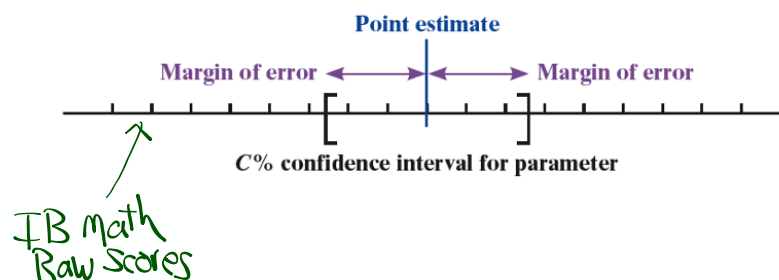 Point estimate
Margin of error Margin of error
C% confidence interval for parameter
IB Math
Raw Scores